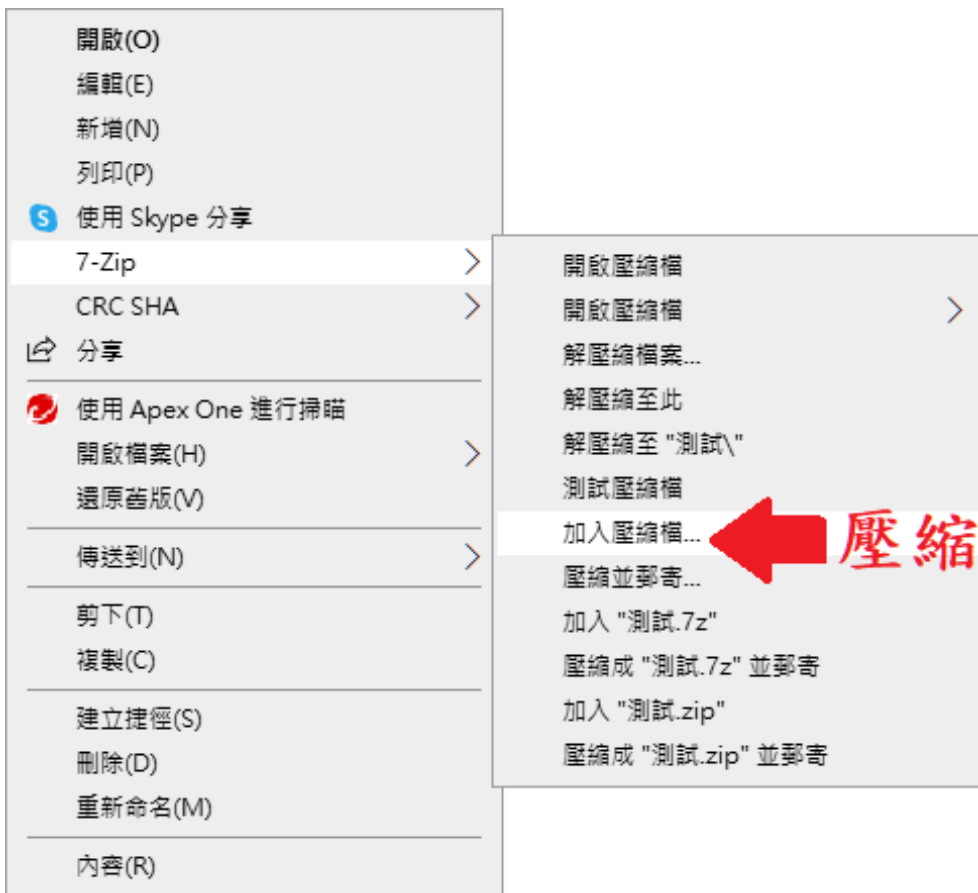 開啟(O)
編輯(E)
新增(N)
列印(P)
使用 Skype 分享
7-Zip
CRC SHA
分享
使用 Apex One 進行掃瞄
開啟檔案(H)
還原舊版(V)
傳送到(N)
剪下(T)
複製(C)
建立捷徑(S)
刪除(D)
重新命名(M)
內容(R)
開啟壓縮檔
開啟壓縮檔
解壓縮檔案...
解壓縮至此
解壓縮至 "測試\"
測試壓縮檔
加入壓縮檔...
壓縮
壓縮並郵寄...
加入 "測試.7z"
壓縮成 "測試.7z" 並郵寄
加入 "測試.zip"
壓縮成 "測試.zip" 並郵寄